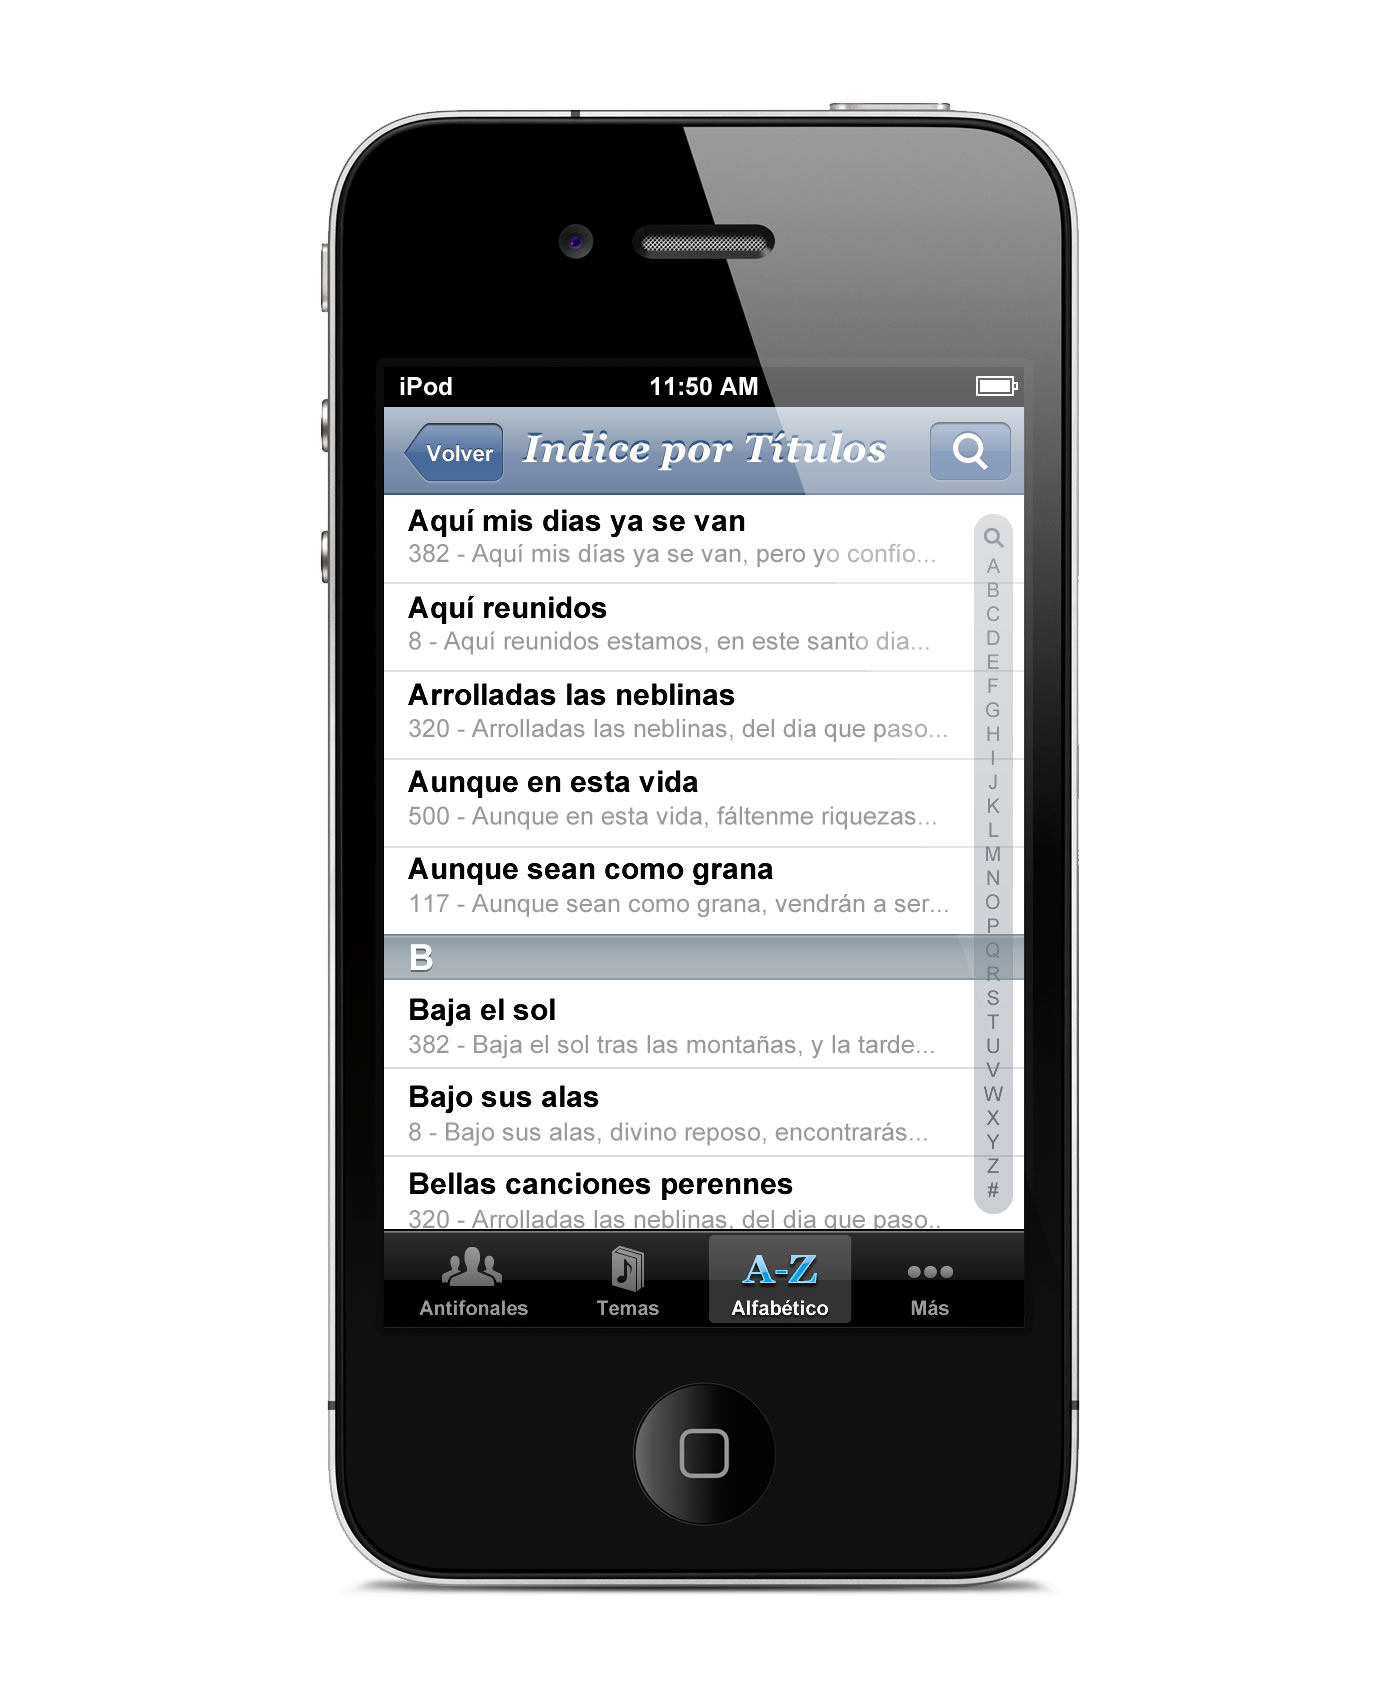 iPod 11:50 AM
Volver Indice por Títulos
Aquí mis dias ya se van
382 - Aquí mis días ya se van, pero yo confío...
Aquí reunidos
8 - Aquí reunidos estamos, en este santo dia...
Arrolladas las neblinas
320 - Arrolladas las neblinas, del dia que paso...
Aunque en esta vida
500 - Aunque en esta vida, fáltenme riquezas...
Aunque sean como grana
117 - Aunque sean como grana, vendrán a ser...
B
Baja el sol
382 - Baja el sol tras las montañas, y la tarde...
Bajo sus alas
8 - Bajo sus alas, divino reposo, encontrarás...
Bellas canciones perennes
320 - Arrolladas las neblinas, del dia que paso..
A
B
C
D
E
F
G
H
I
J
K
L
M
N
O
P
Q
R
S
T
U
V
W
X
Y
Z
#
A-Z
Antifonales Temas Alfabético Más